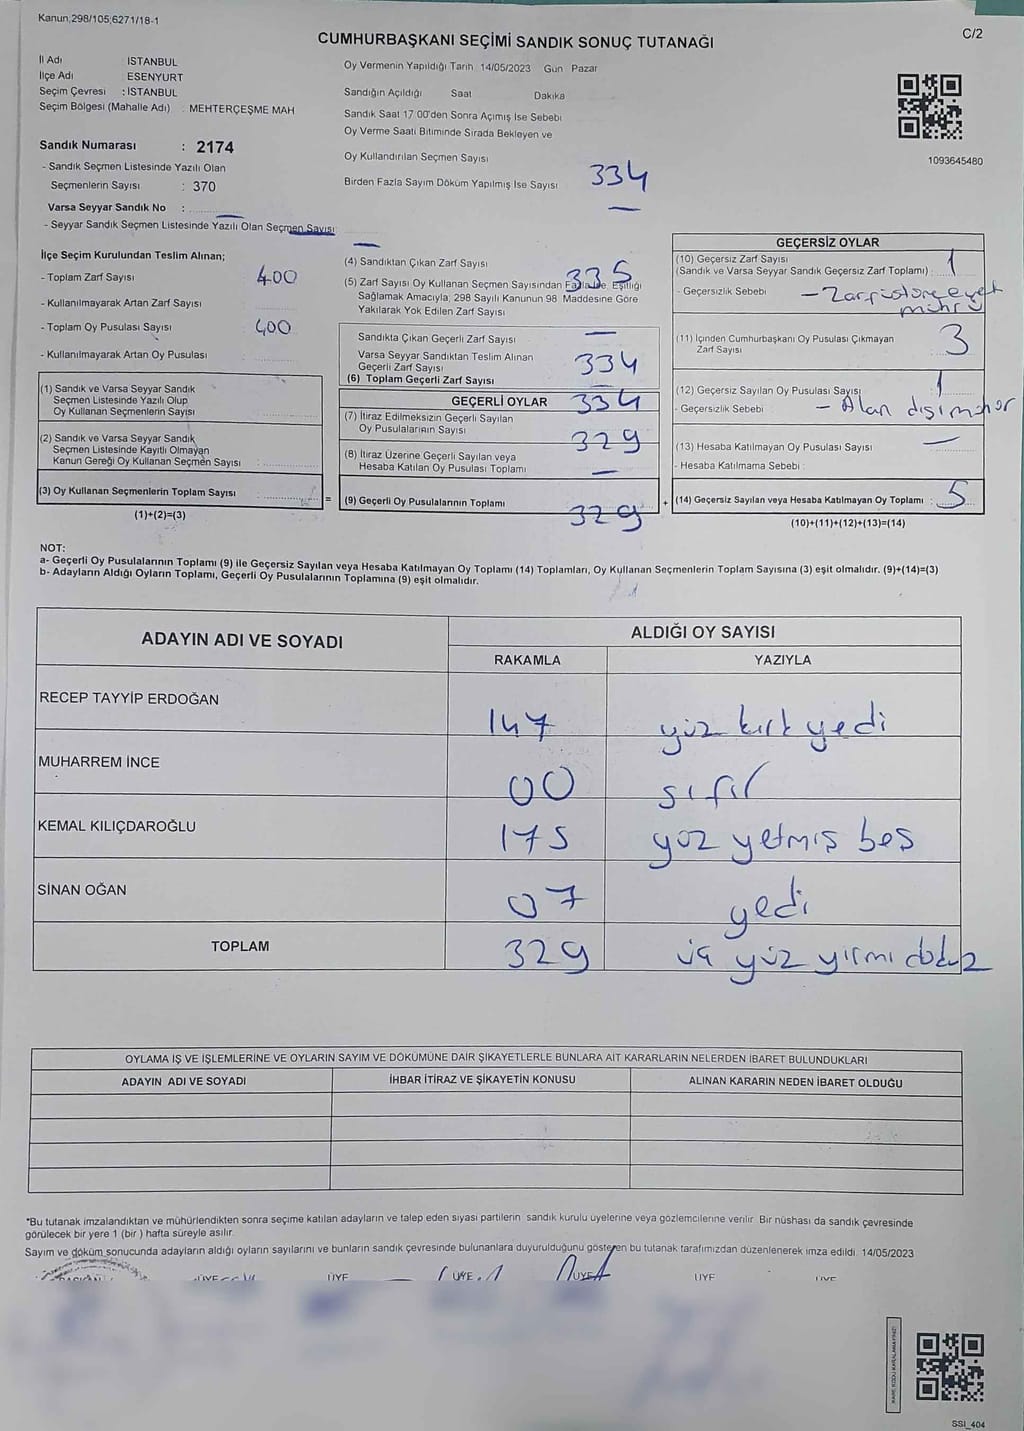 Kanun;298/105;6271/18-1
C/2
CUMHURBAŞKANI SEÇİMİ SANDIK SONUÇ TUTANAĞI
İl Adı : İSTANBUL
İlçe Adı : ESENYURT
Seçim Çevresi : İSTANBUL
Seçim Bölgesi (Mahalle Adı) : MEHTERÇEŞME MAH
Sandık Numarası : 2174
- Sandık Seçmen Listesinde Yazılı Olan
Seçmenlerin Sayısı : 370
Varsa Seyyar Sandık No :
- Seyyar Sandık Seçmen Listesinde Yazılı Olan Seçmen Sayısı
Oy Vermenin Yapıldığı Tarih 14/05/2023 Gün Pazar
Sandığın Açıldığı Saat Dakika
Sandık Saat 17 00'den Sonra Açımış Ise Sebebi
Oy Verme Saati Bitiminde Sırada Bekleyen ve
Oy Kullandırılan Seçmen Sayısı
Birden Fazla Sayım Döküm Yapılmış Ise Sayısı 334
1093645480
İlçe Seçim Kurulundan Teslim Alınan;
- Toplam Zarf Sayısı 400
- Kullanılmayarak Artan Zarf Sayısı
- Toplam Oy Pusulası Sayısı 400
- Kullanılmayarak Artan Oy Pusulası
(1) Sandık ve Varsa Seyyar Sandık
Seçmen Listesinde Yazılı Olup
Oy Kullanan Seçmenlerin Sayısı
(2) Sandık ve Varsa Seyyar Sandık
Seçmen Listesinde Kayıtlı Olmayan
Kanun Gereği Oy Kullanan Seçmen Sayısı
(3) Oy Kullanan Seçmenlerin Toplam Sayısı
(1)+(2)=(3)
=
(4) Sandıktan Çıkan Zarf Sayısı 335
(5) Zarf Sayısı Oy Kullanan Seçmen Sayısından Fazla ise, Eşitliği
Sağlamak Amacıyla; 298 Sayılı Kanunun 98 Maddesine Göre
Yakılarak Yok Edilen Zarf Sayısı —
Sandıkta Çıkan Geçerli Zarf Sayısı 334
Varsa Seyyar Sandıktan Teslim Alınan
Geçerli Zarf Sayısı —
(6) Toplam Geçerli Zarf Sayısı 334
GEÇERLİ OYLAR
(7) İtiraz Edilmeksizin Geçerli Sayılan
Oy Pusulalarının Sayısı 329
(8) İtiraz Üzerine Geçerli Sayılan veya
Hesaba Katılan Oy Pusulası Toplamı —
(9) Geçerli Oy Pusulalarının Toplamı 329
+
GEÇERSİZ OYLAR
(10) Geçersiz Zarf Sayısı
(Sandık ve Varsa Seyyar Sandık Geçersiz Zarf Toplamı) : 1
- Geçersizlik Sebebi - Zarf üstüne evet
mührü
(11) İçinden Cumhurbaşkanı Oy Pusulası Çıkmayan
Zarf Sayısı 3
(12) Geçersiz Sayılan Oy Pusulası Sayısı 1
- Geçersizlik Sebebi - Alan dışı mühür
(13) Hesaba Katılmayan Oy Pusulası Sayısı —
- Hesaba Katılmama Sebebi
(14) Geçersiz Sayılan veya Hesaba Katılmayan Oy Toplamı : 5
(10)+(11)+(12)+(13)=(14)
NOT:
a- Geçerli Oy Pusulalarının Toplamı (9) ile Geçersiz Sayılan veya Hesaba Katılmayan Oy Toplamı (14) Toplamları, Oy Kullanan Seçmenlerin Toplam Sayısına (3) eşit olmalıdır. (9)+(14)=(3)
b- Adayların Aldığı Oyların Toplamı, Geçerli Oy Pusulalarının Toplamına (9) eşit olmalıdır.
ADAYIN ADI VE SOYADI
ALDIĞI OY SAYISI
RAKAMLA YAZIYLA
RECEP TAYYİP ERDOĞAN 147 yüz kırk yedi
MUHARREM İNCE 00 sıfır
KEMAL KILIÇDAROĞLU 175 yüz yetmiş beş
SİNAN OĞAN 07 yedi
TOPLAM 329 üç yüz yirmi dokuz
OYLAMA İŞ VE İŞLEMLERİNE VE OYLARIN SAYIM VE DÖKÜMÜNE DAİR ŞİKAYETLERLE BUNLARA AİT KARARLARIN NELERDEN İBARET BULUNDUKLARI
ADAYIN ADI VE SOYADI İHBAR İTİRAZ VE ŞİKAYETİN KONUSU ALINAN KARARIN NEDEN İBARET OLDUĞU
*Bu tutanak imzalandıktan ve mühürlendikten sonra seçime katılan adayların ve talep eden siyasi partilerin sandık kurulu üyelerine veya gözlemcilerine verilir Bir nüshası da sandık çevresinde
görülecek bir yere 1 (bir ) hafta süreyle asılır.
Sayım ve döküm sonucunda adayların aldığı oyların sayılarını ve bunların sandık çevresinde bulunanlara duyurulduğunu gösteren bu tutanak tarafımızdan düzenlenerek imza edildi. 14/05/2023
BAŞKAN ÜYE ÜYE ÜYE ÜYE ÜYE ÜYE
KARE KODU KARALAMAYINIZ!
SSI_404